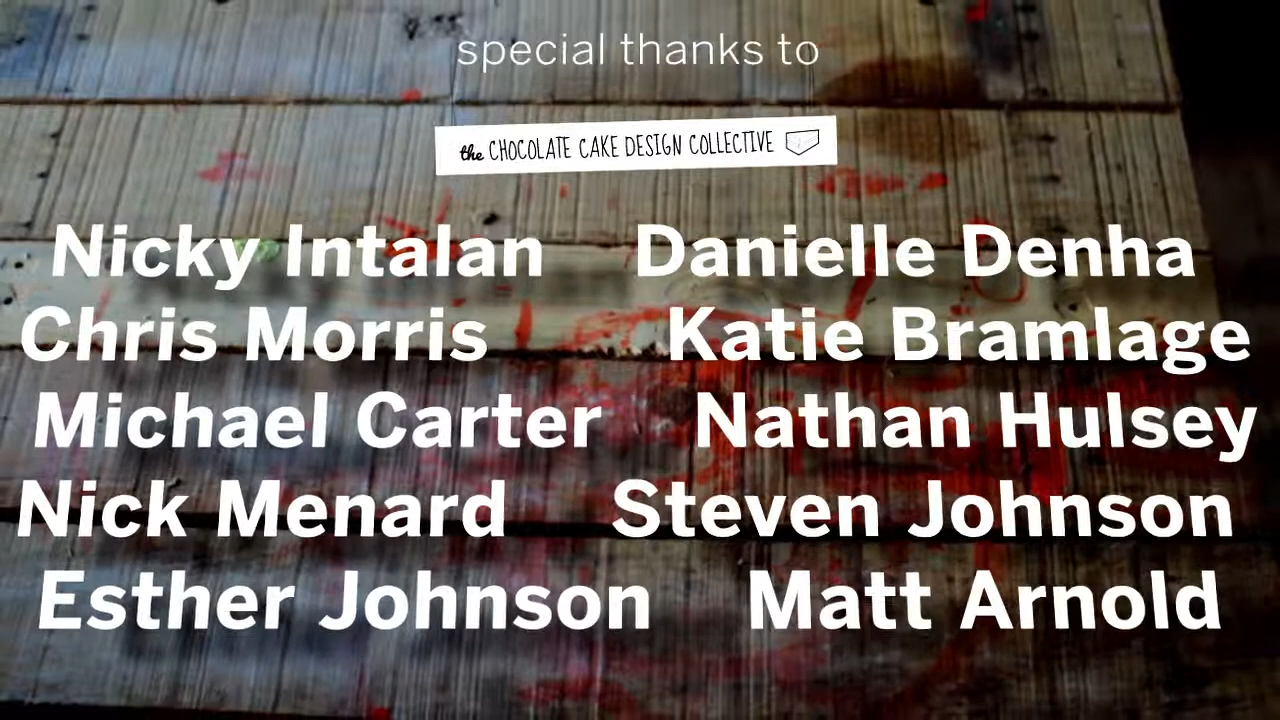 special thanks to
the CHOCOLATE CAKE DESIGN COLLECTIVE
Nicky Intalan Danielle Denha
Chris Morris Katie Bramlage
Michael Carter Nathan Hulsey
Nick Menard Steven Johnson
Esther Johnson Matt Arnold